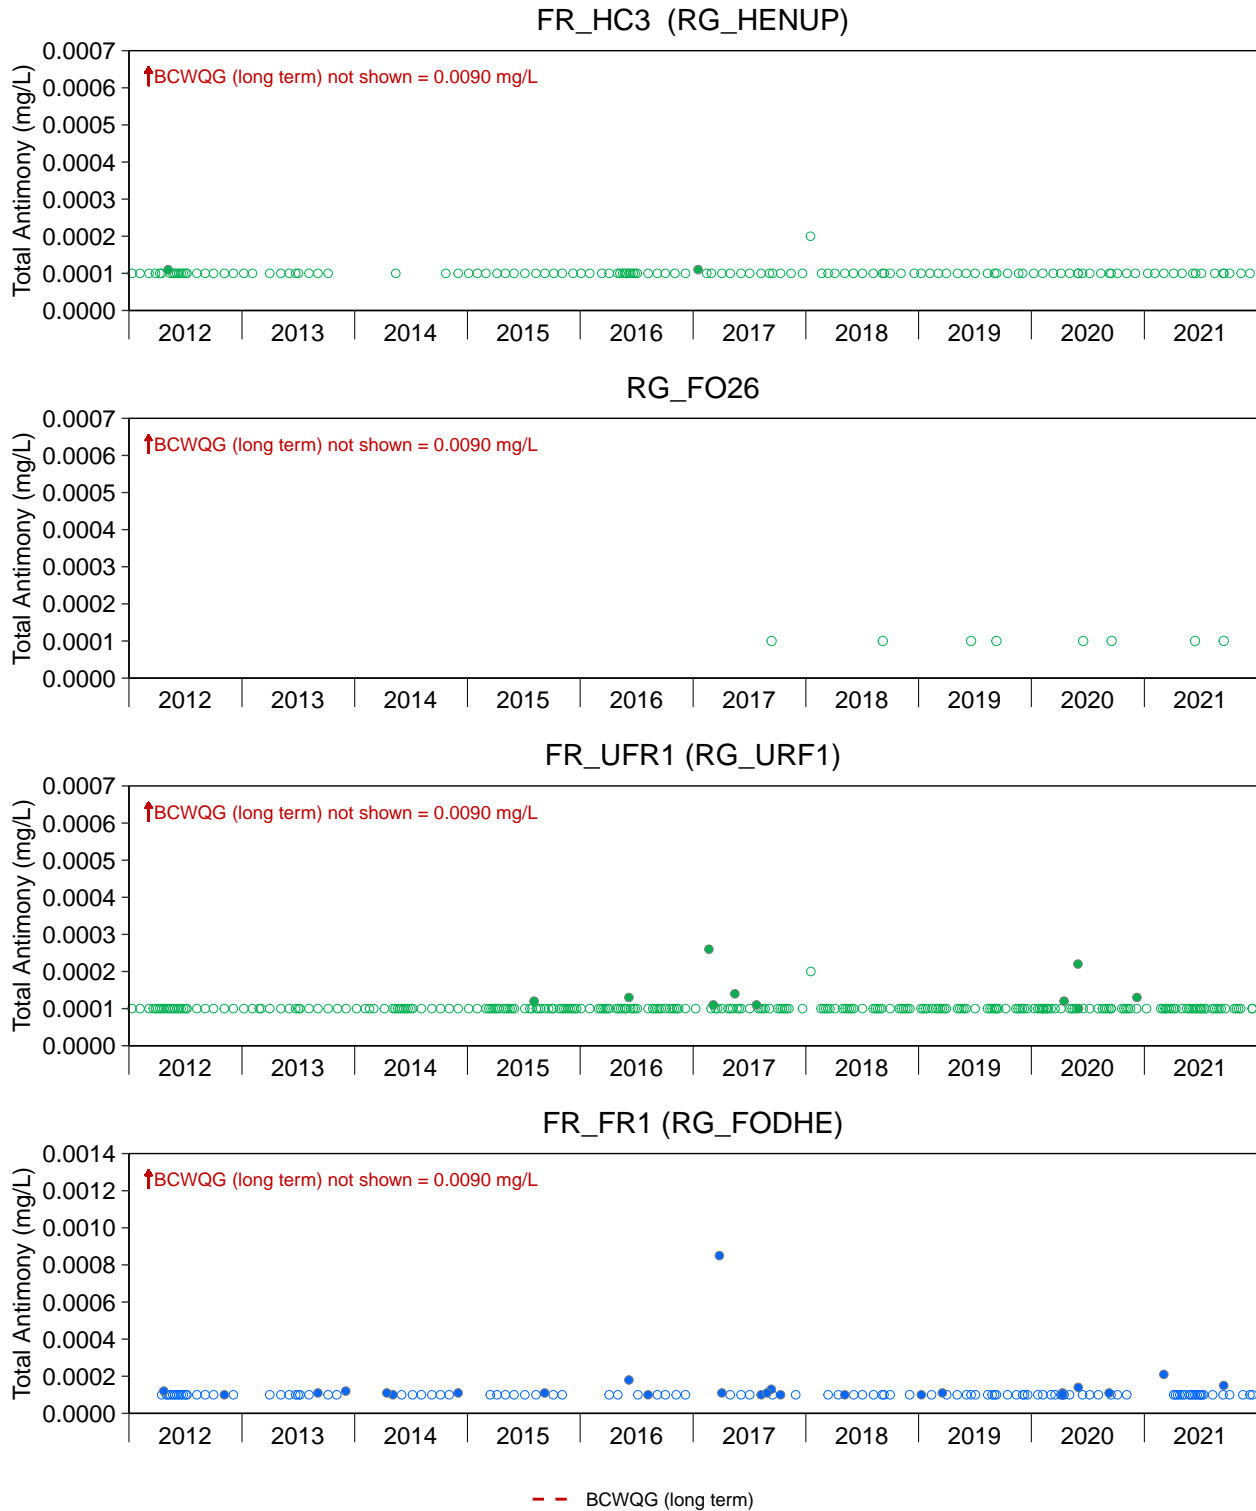 FR_HC3  (RG_HENUP)
Total Antimony (mg/L)
0.0007
0.0006
0.0005
0.0004
0.0003
0.0002
0.0001
0.0000
BCWQG (long term) not shown = 0.0090 mg/L
2012 2013 2014 2015 2016 2017 2018 2019 2020 2021
RG_FO26
Total Antimony (mg/L)
0.0007
0.0006
0.0005
0.0004
0.0003
0.0002
0.0001
0.0000
BCWQG (long term) not shown = 0.0090 mg/L
2012 2013 2014 2015 2016 2017 2018 2019 2020 2021
FR_UFR1 (RG_URF1)
Total Antimony (mg/L)
0.0007
0.0006
0.0005
0.0004
0.0003
0.0002
0.0001
0.0000
BCWQG (long term) not shown = 0.0090 mg/L
2012 2013 2014 2015 2016 2017 2018 2019 2020 2021
FR_FR1 (RG_FODHE)
Total Antimony (mg/L)
0.0014
0.0012
0.0010
0.0008
0.0006
0.0004
0.0002
0.0000
BCWQG (long term) not shown = 0.0090 mg/L
2012 2013 2014 2015 2016 2017 2018 2019 2020 2021
BCWQG (long term)